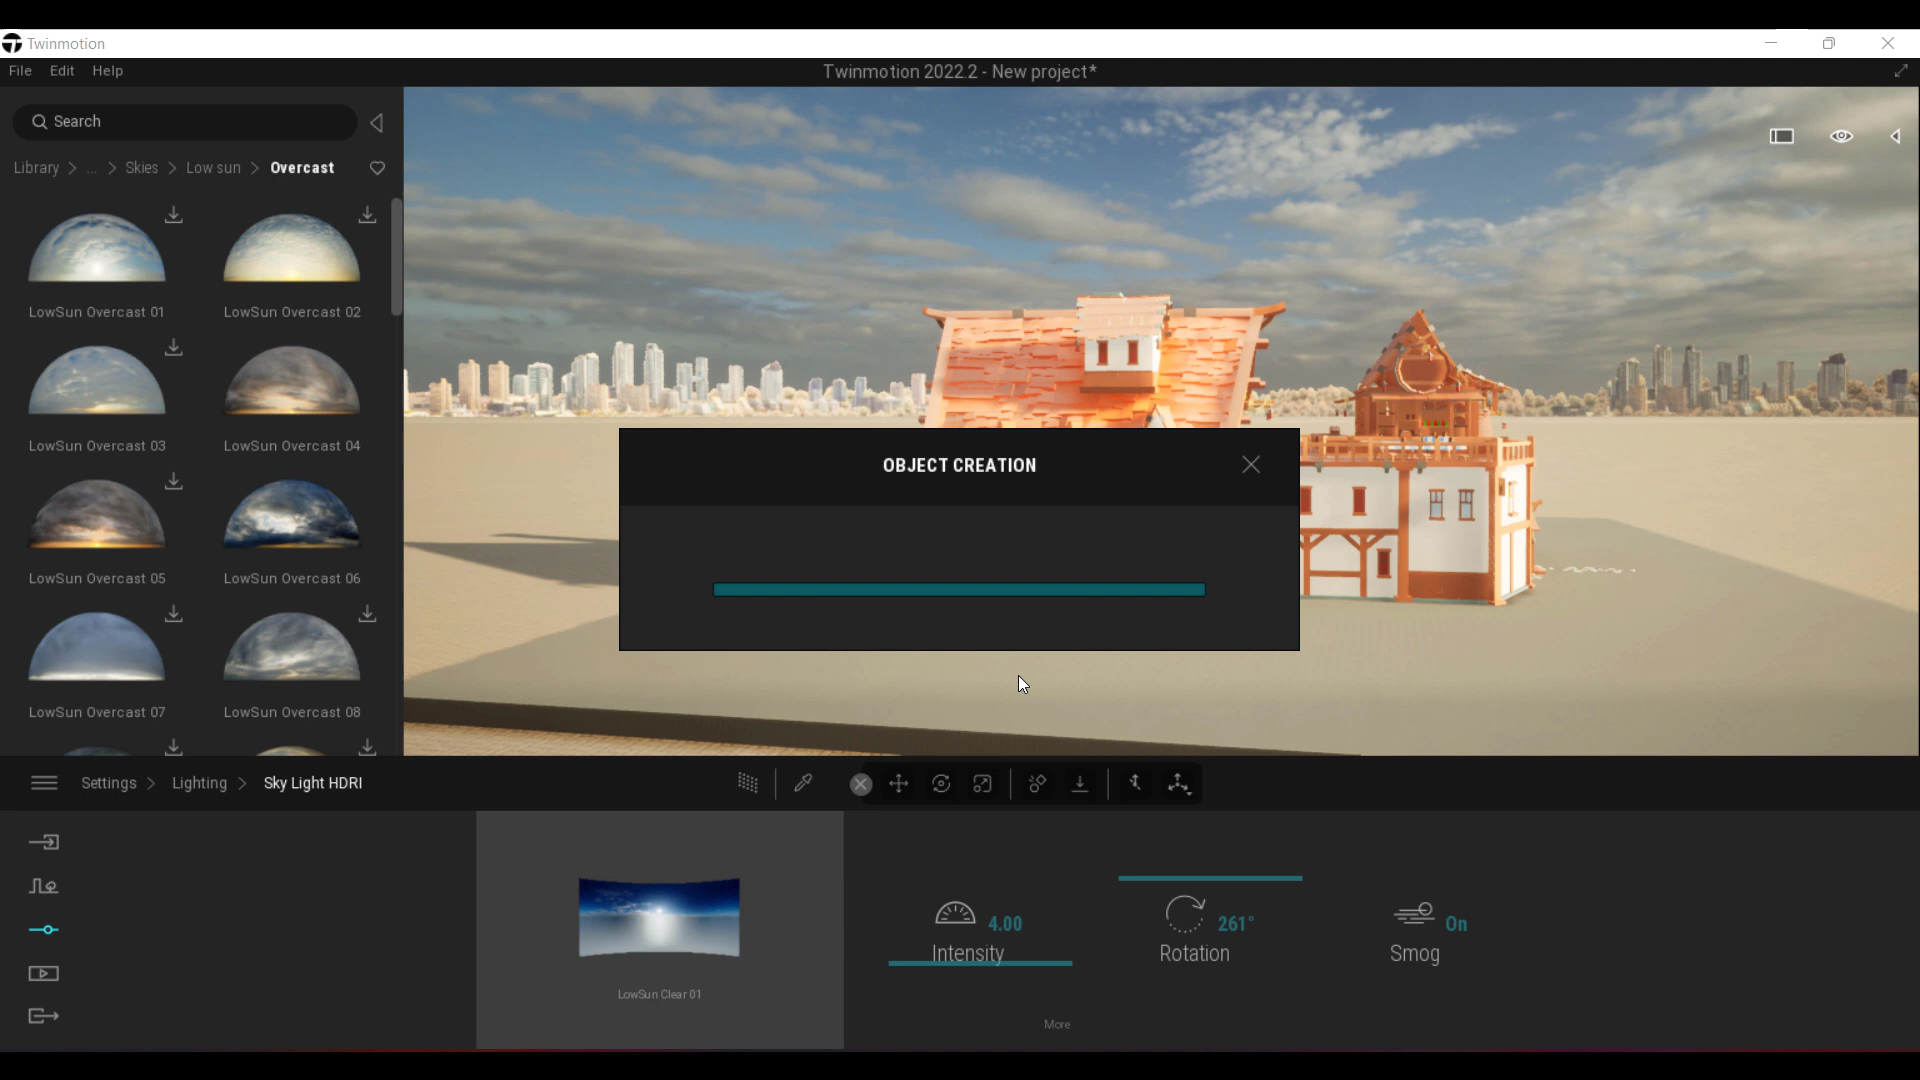 Twinmotion
File Edit Help
Twinmotion 2022.2 - New project*
Search
Library > ... > Skies > Low sun > Overcast
LowSun Overcast 01
LowSun Overcast 02
LowSun Overcast 03
LowSun Overcast 04
LowSun Overcast 05
LowSun Overcast 06
LowSun Overcast 07
LowSun Overcast 08
OBJECT CREATION
Settings > Lighting > Sky Light HDRI
LowSun Clear 01
4.00
Intensity
261°
Rotation
On
Smog
More